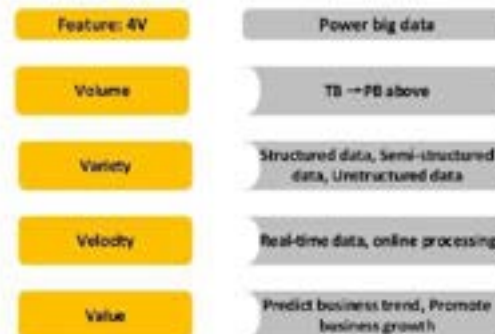 Feature: 4V
Power big data
Volume
TB →PB above
Variety
Structured data, Semi-structured
data, Unstructured data
Velocity
Real-time data, online processing
Value
Predict business trend, Promote
business growth